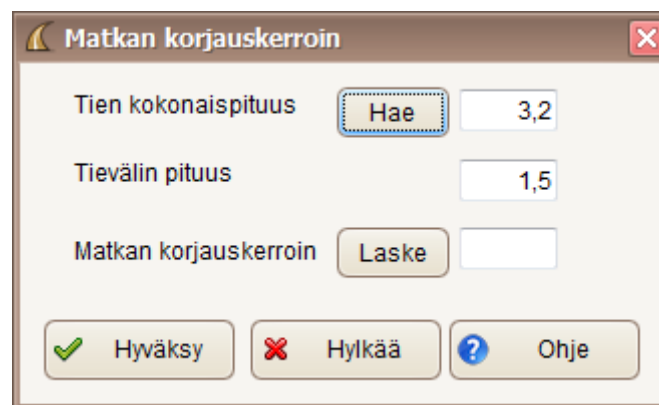 Matkan korjauskerroin
Tien kokonaispituus Hae 3,2
Tievälin pituus 1,5
Matkan korjauskerroin Laske
Hyväksy Hylkää Ohje